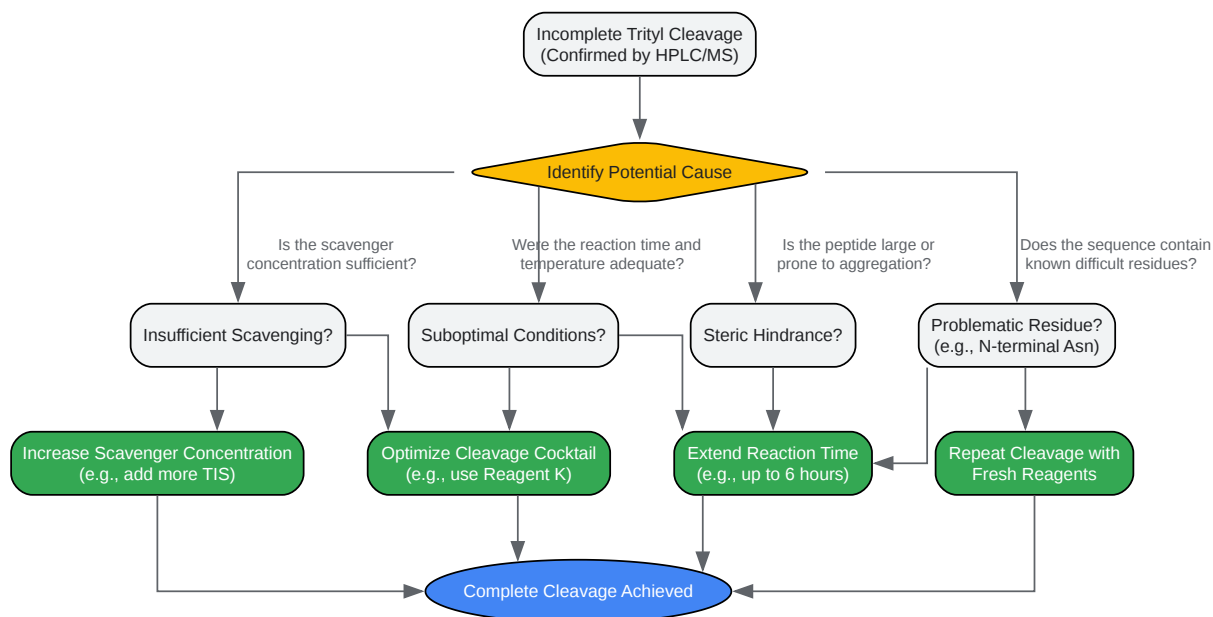 Incomplete Trityl Cleavage
(Confirmed by HPLC/MS)
Identify Potential Cause
Is the scavenger
concentration sufficient?
Were the reaction time and
temperature adequate?
Is the peptide large or
prone to aggregation?
Does the sequence contain
known difficult residues?
Insufficient Scavenging?
Suboptimal Conditions?
Steric Hindrance?
Problematic Residue?
(e.g., N-terminal Asn)
Increase Scavenger Concentration
(e.g., add more TIS)
Optimize Cleavage Cocktail
(e.g., use Reagent K)
Extend Reaction Time
(e.g., up to 6 hours)
Repeat Cleavage with
Fresh Reagents
Complete Cleavage Achieved